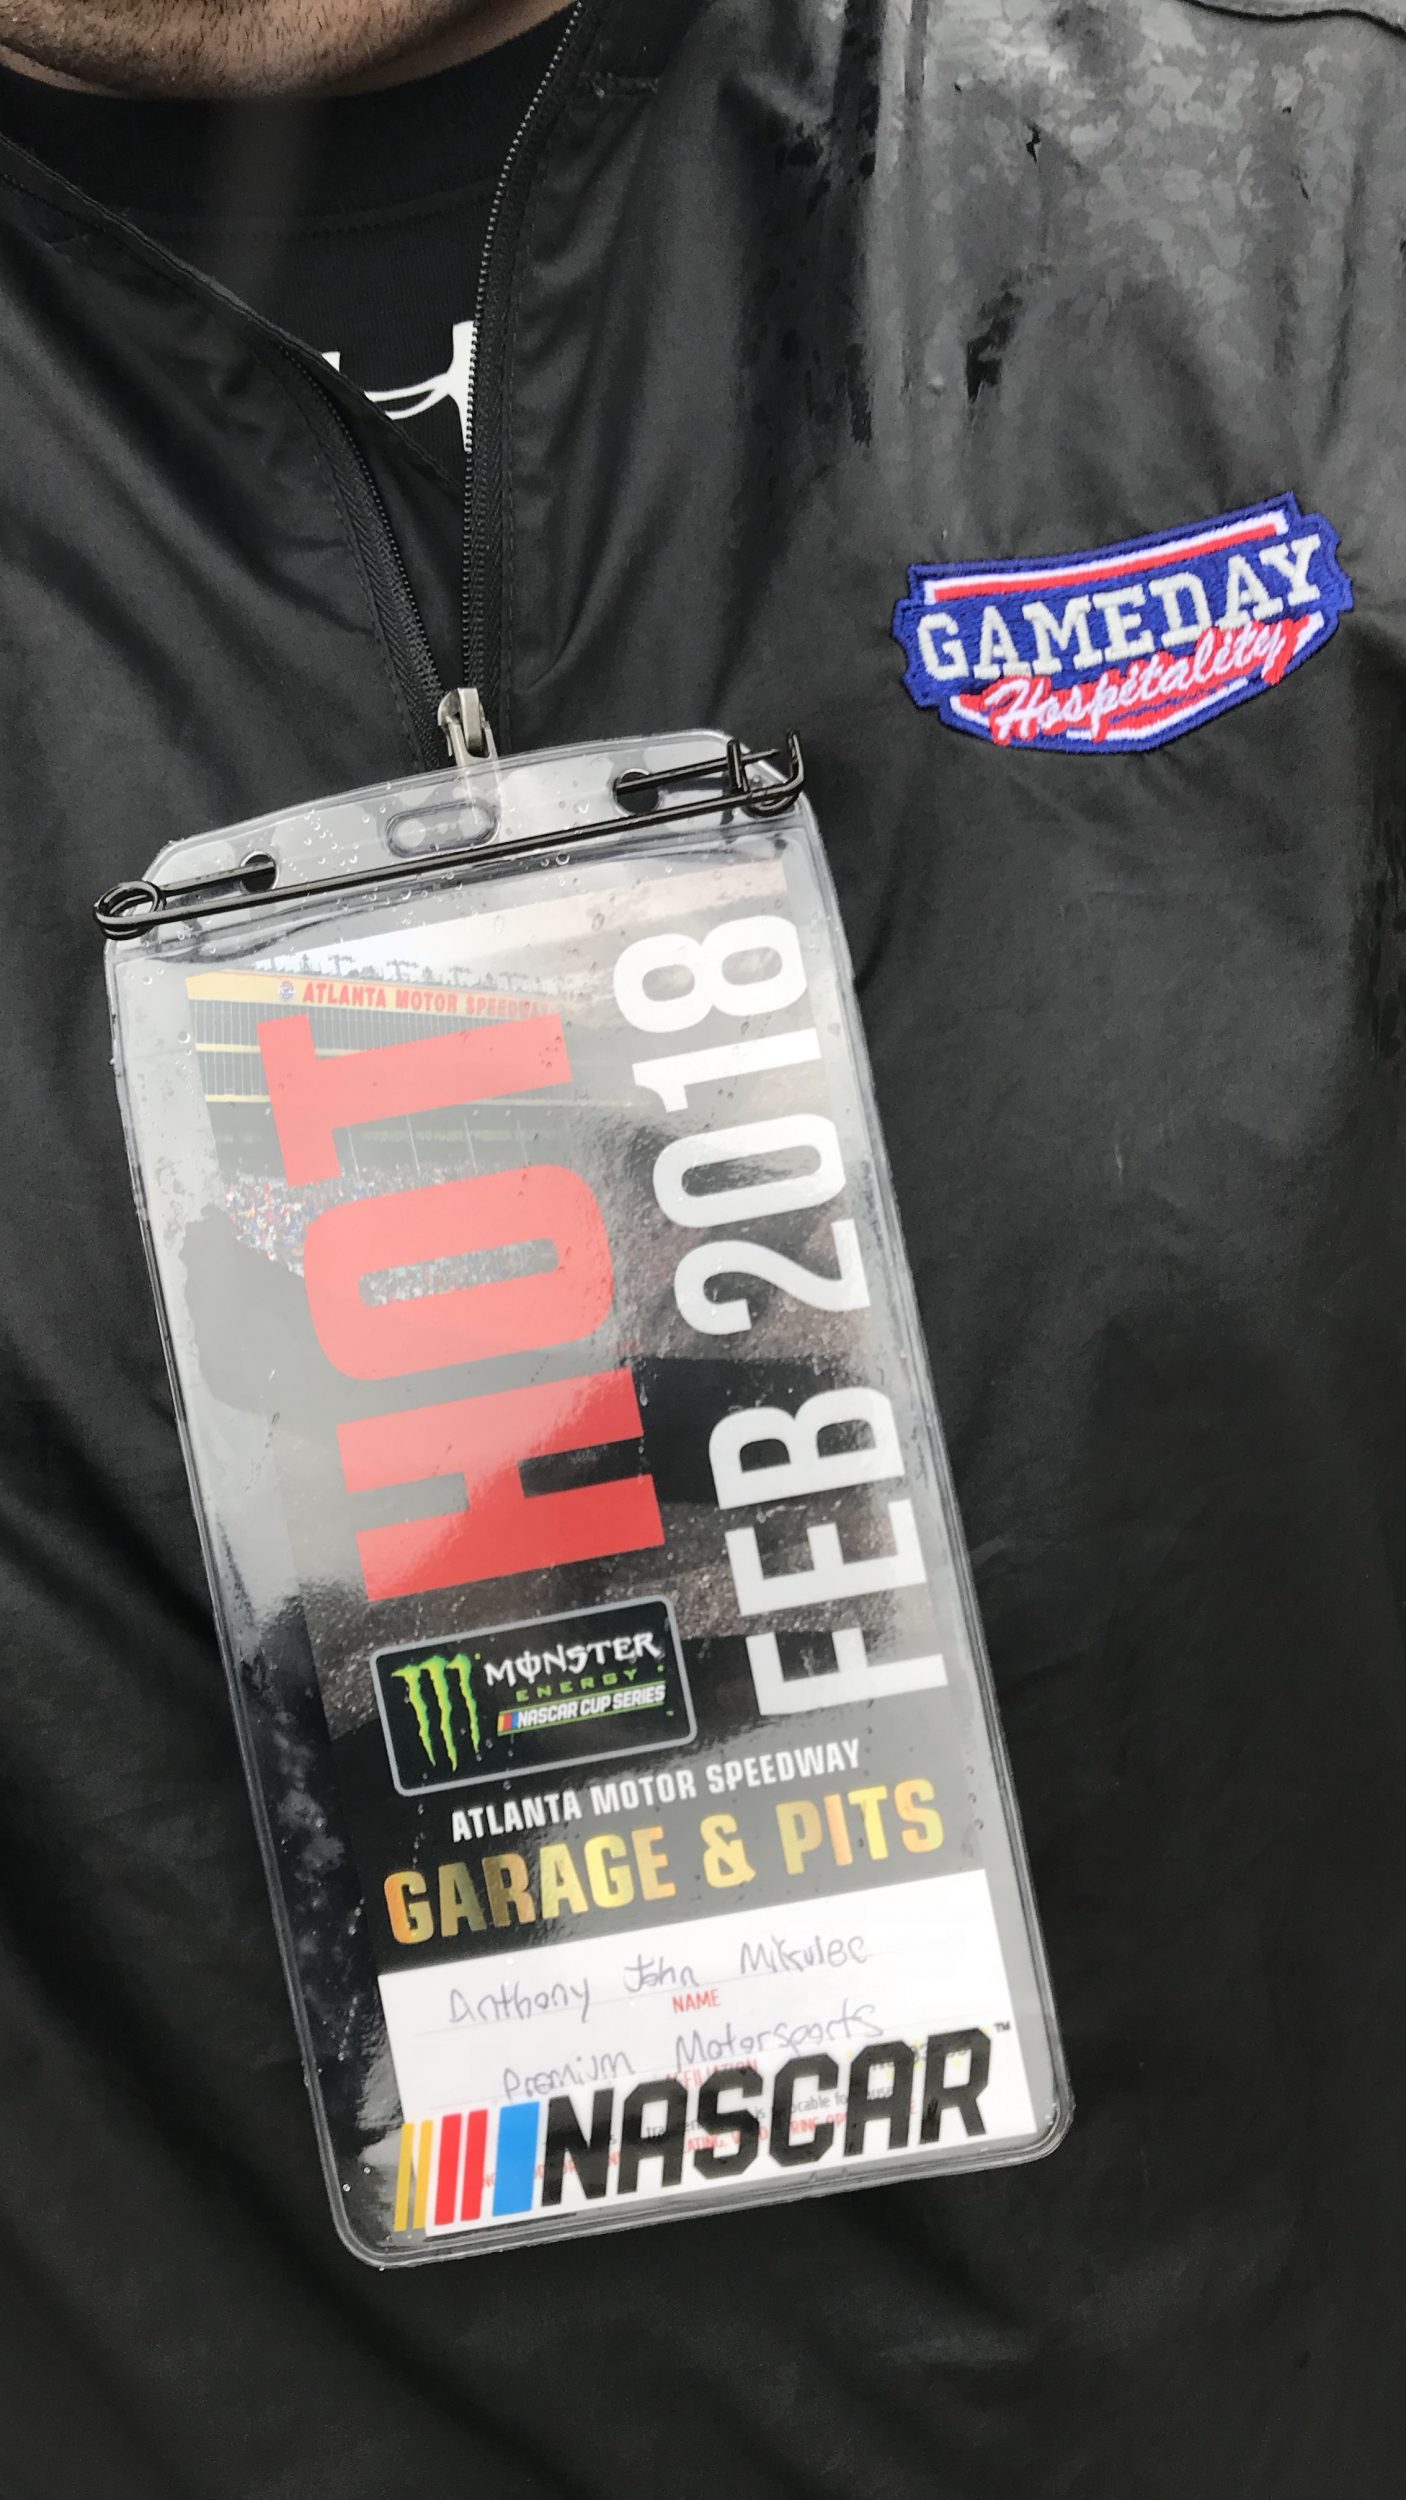 GAMEDAY
Hospitality
ATLANTA MOTOR SPEEDWAY
HOT
FEB 2018
MONSTER
ENERGY
NASCAR CUP SERIES
ATLANTA MOTOR SPEEDWAY
GARAGE & PITS
Anthony John Mikulec
NAME
Premium Motorsports
NASCAR™